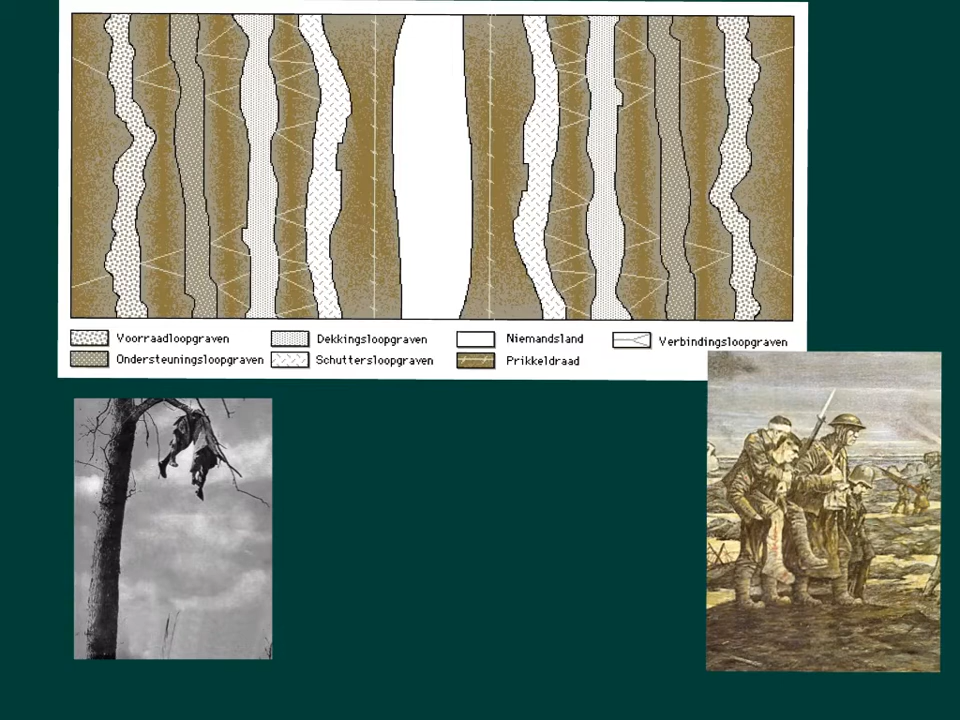 Voorraadloopgraven
Dekkingsloopgraven
Niemandsland
Verbindingsloopgraven
Ondersteuningsloopgraven
Schuttersloopgraven
Prikkeldraad